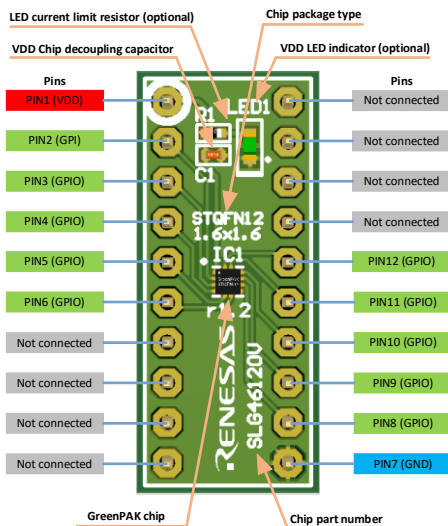 LED current limit resistor (optional)
Chip package type
VDD Chip decoupling capacitor
VDD LED indicator (optional)
Pins
Pins
PIN1 (VDD)
PIN2 (GPI)
PIN3 (GPIO)
PIN4 (GPIO)
PIN5 (GPIO)
PIN6 (GPIO)
Not connected
Not connected
Not connected
Not connected
R1
LED1
C1
STQFN12
1.6x1.6
IC1
r1.2
RENESAS
SLG46120V
Not connected
Not connected
Not connected
Not connected
PIN12 (GPIO)
PIN11 (GPIO)
PIN10 (GPIO)
PIN9 (GPIO)
PIN8 (GPIO)
PIN7 (GND)
GreenPAK chip
Chip part number